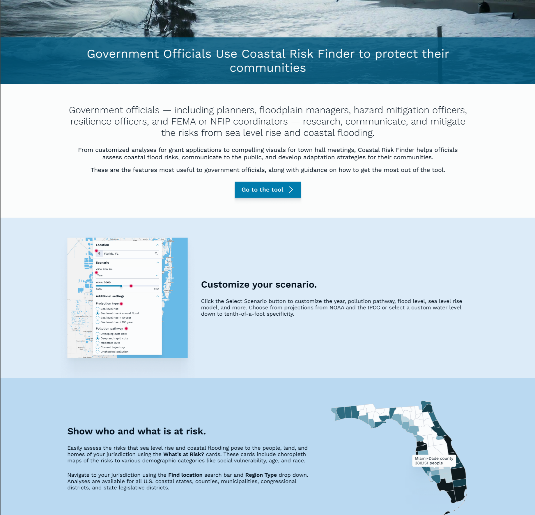 Government Officials Use Coastal Risk Finder to protect their
communities
Government officials — including planners, floodplain managers, hazard mitigation officers,
resilience officers, and FEMA or NFIP coordinators — research, communicate, and mitigate
the risks from sea level rise and coastal flooding.
From customized analyses for grant applications to compelling visuals for town hall meetings, Coastal Risk Finder helps officials
assess coastal flood risks, communicate to the public, and develop adaptation strategies for their communities.
These are the features most useful to government officials, along with guidance on how to get the most out of the tool.
Go to the tool
Location
Scenario
Customize your scenario.
Click the Select Scenario button to customize the year, pollution pathway, flood level, sea level rise
model, and more. Choose from projections from NOAA and the IPCC or select a custom water level
down to tenth-of-a-foot specificity.
Show who and what is at risk.
Easily assess the risks that sea level rise and coastal flooding pose to the people, land, and
homes of your jurisdiction using the What's at Risk? cards. These cards include choropleth
maps of the risks to various demographic categories like social vulnerability, age, and race.
Navigate to your jurisdiction using the Find location search bar and Region Type drop down.
Analyses are available for all U.S. coastal states, counties, municipalities, congressional
districts, and state legislative districts.
Miami-Dade county
people